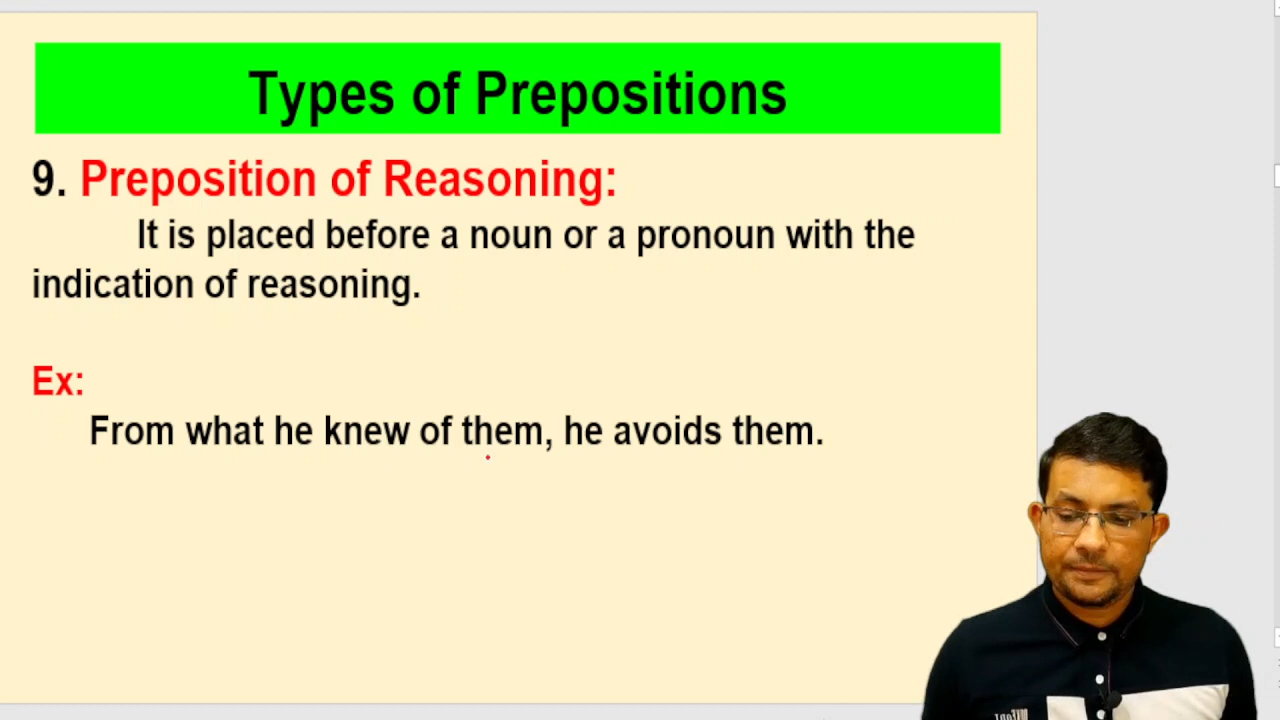 Types of Prepositions
9. Preposition of Reasoning:
It is placed before a noun or a pronoun with the
indication of reasoning.
Ex:
From what he knew of them, he avoids them.